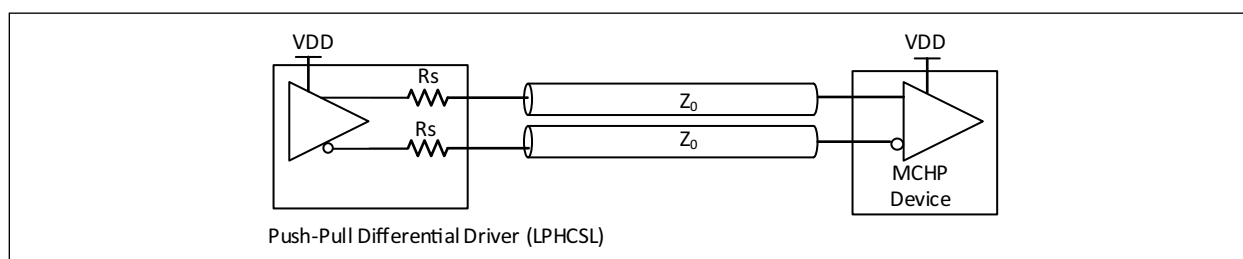 VDD
VDD
Rs
Z0
Rs
Z0
MCHP
Device
Push-Pull Differential Driver (LPHCSL)